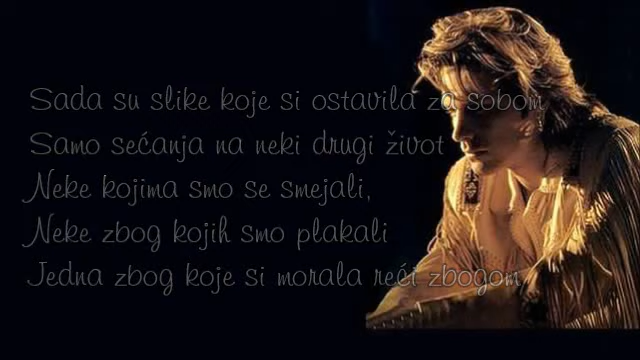 Sada su slike koje si ostavila za sobom
Samo sećanja na neki drugi život
Neke kojima smo se smejali,
Neke zbog kojih smo plakali
Jedna zbog koje si morala reći zbogom